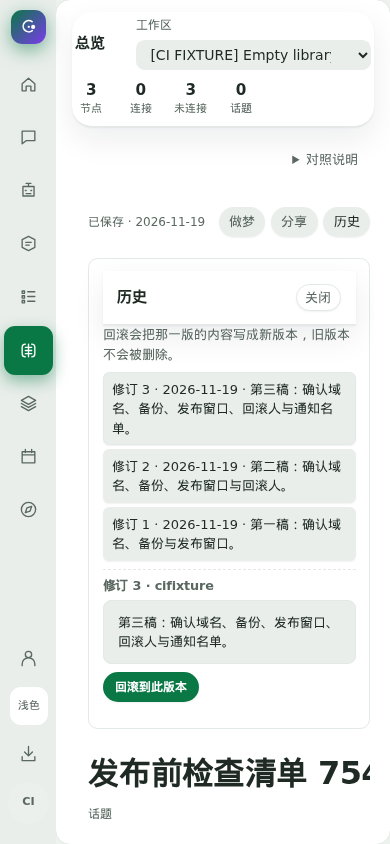 总览
工作区
[CI FIXTURE] Empty library
3
0
3
0
节点
连接
未连接
话题
▶ 对照说明
已保存 · 2026-11-19
做梦
分享
历史
历史
关闭
回滚会把那一版的内容写成新版本，旧版本
不会被删除。
修订 3 · 2026-11-19 · 第三稿：确认域
名、备份、发布窗口、回滚人与通知名
单。
修订 2 · 2026-11-19 · 第二稿：确认域
名、备份、发布窗口与回滚人。
修订 1 · 2026-11-19 · 第一稿：确认域
名、备份与发布窗口。
修订 3 · cifixture
第三稿：确认域名、备份、发布窗口、
回滚人与通知名单。
回滚到此版本
发布前检查清单 754
话题
浅色
CI